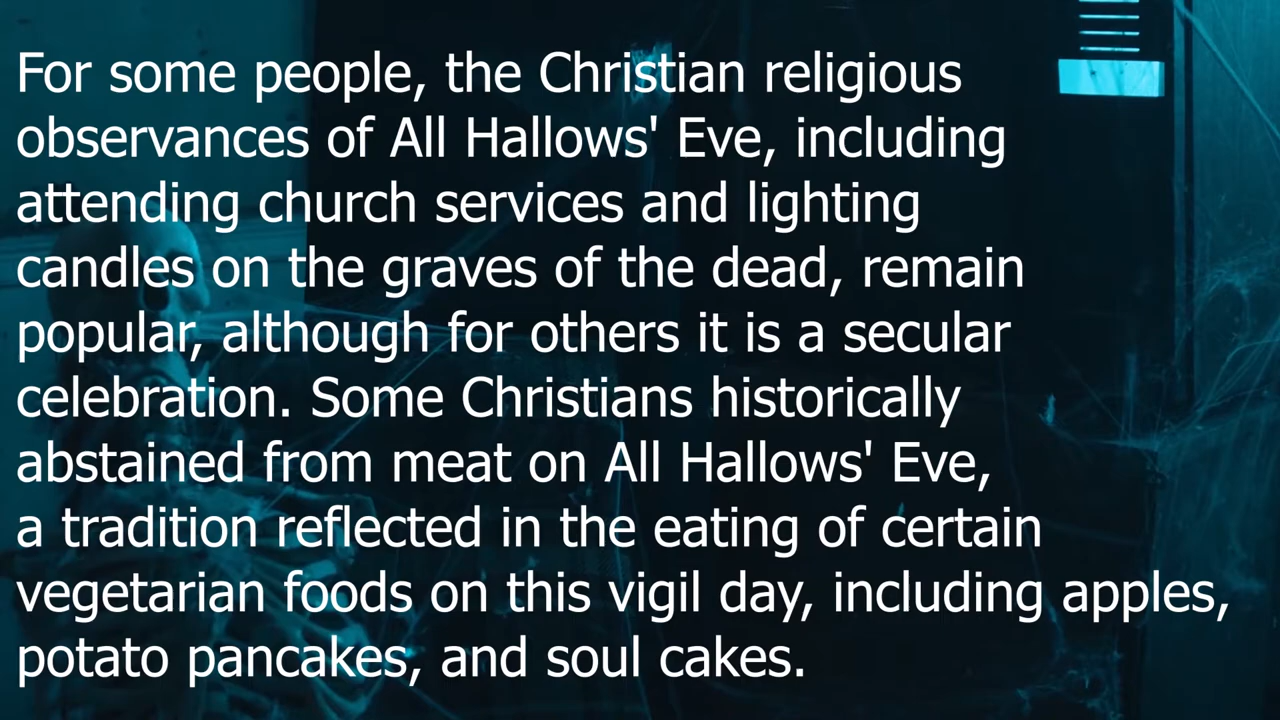 For some people, the Christian religious
observances of All Hallows' Eve, including
attending church services and lighting
candles on the graves of the dead, remain
popular, although for others it is a secular
celebration. Some Christians historically
abstained from meat on All Hallows' Eve,
a tradition reflected in the eating of certain
vegetarian foods on this vigil day, including apples,
potato pancakes, and soul cakes.